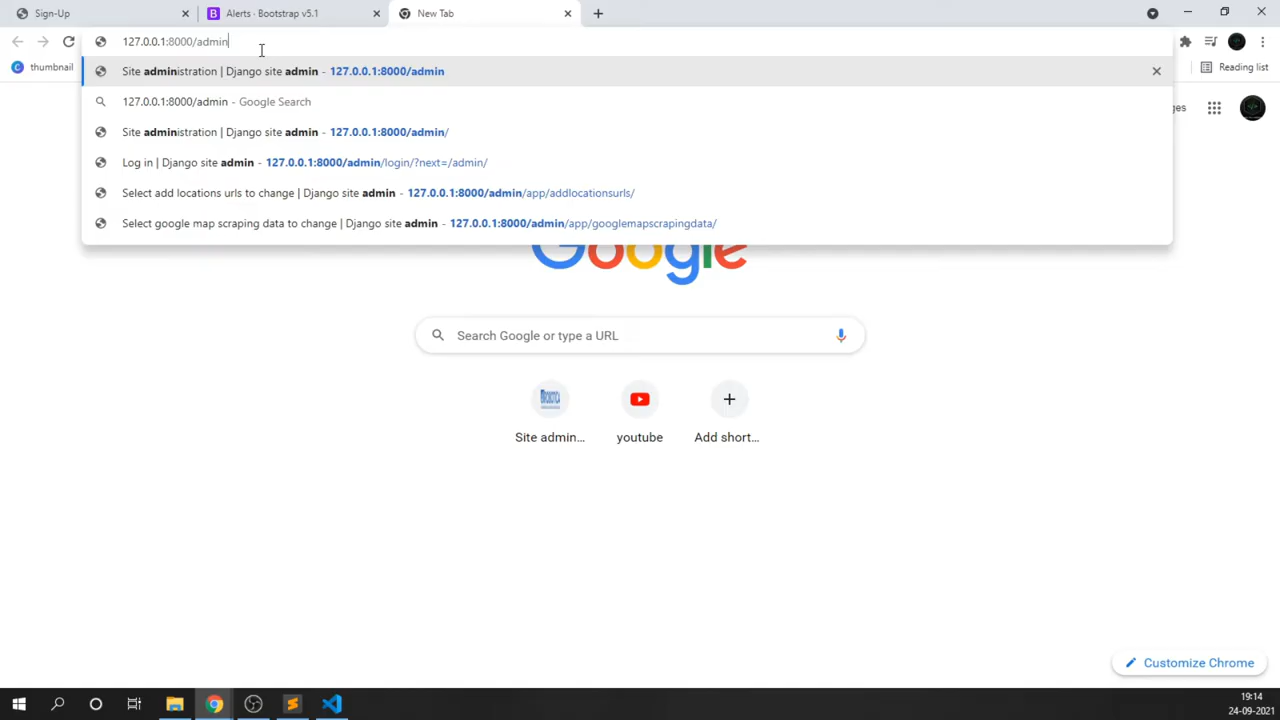 Sign-Up
Alerts · Bootstrap v5.1
New Tab
127.0.0.1:8000/admin
thumbnail
Reading list
Site administration | Django site admin - 127.0.0.1:8000/admin
127.0.0.1:8000/admin - Google Search
Site administration | Django site admin - 127.0.0.1:8000/admin/
Log in | Django site admin - 127.0.0.1:8000/admin/login/?next=/admin/
Select add locations urls to change | Django site admin - 127.0.0.1:8000/admin/app/addlocationsurls/
Select google map scraping data to change | Django site admin - 127.0.0.1:8000/admin/app/googlemapscrapingdata/
Google
Search Google or type a URL
Site admin...
youtube
Add short...
Customize Chrome
19:14
24-09-2021